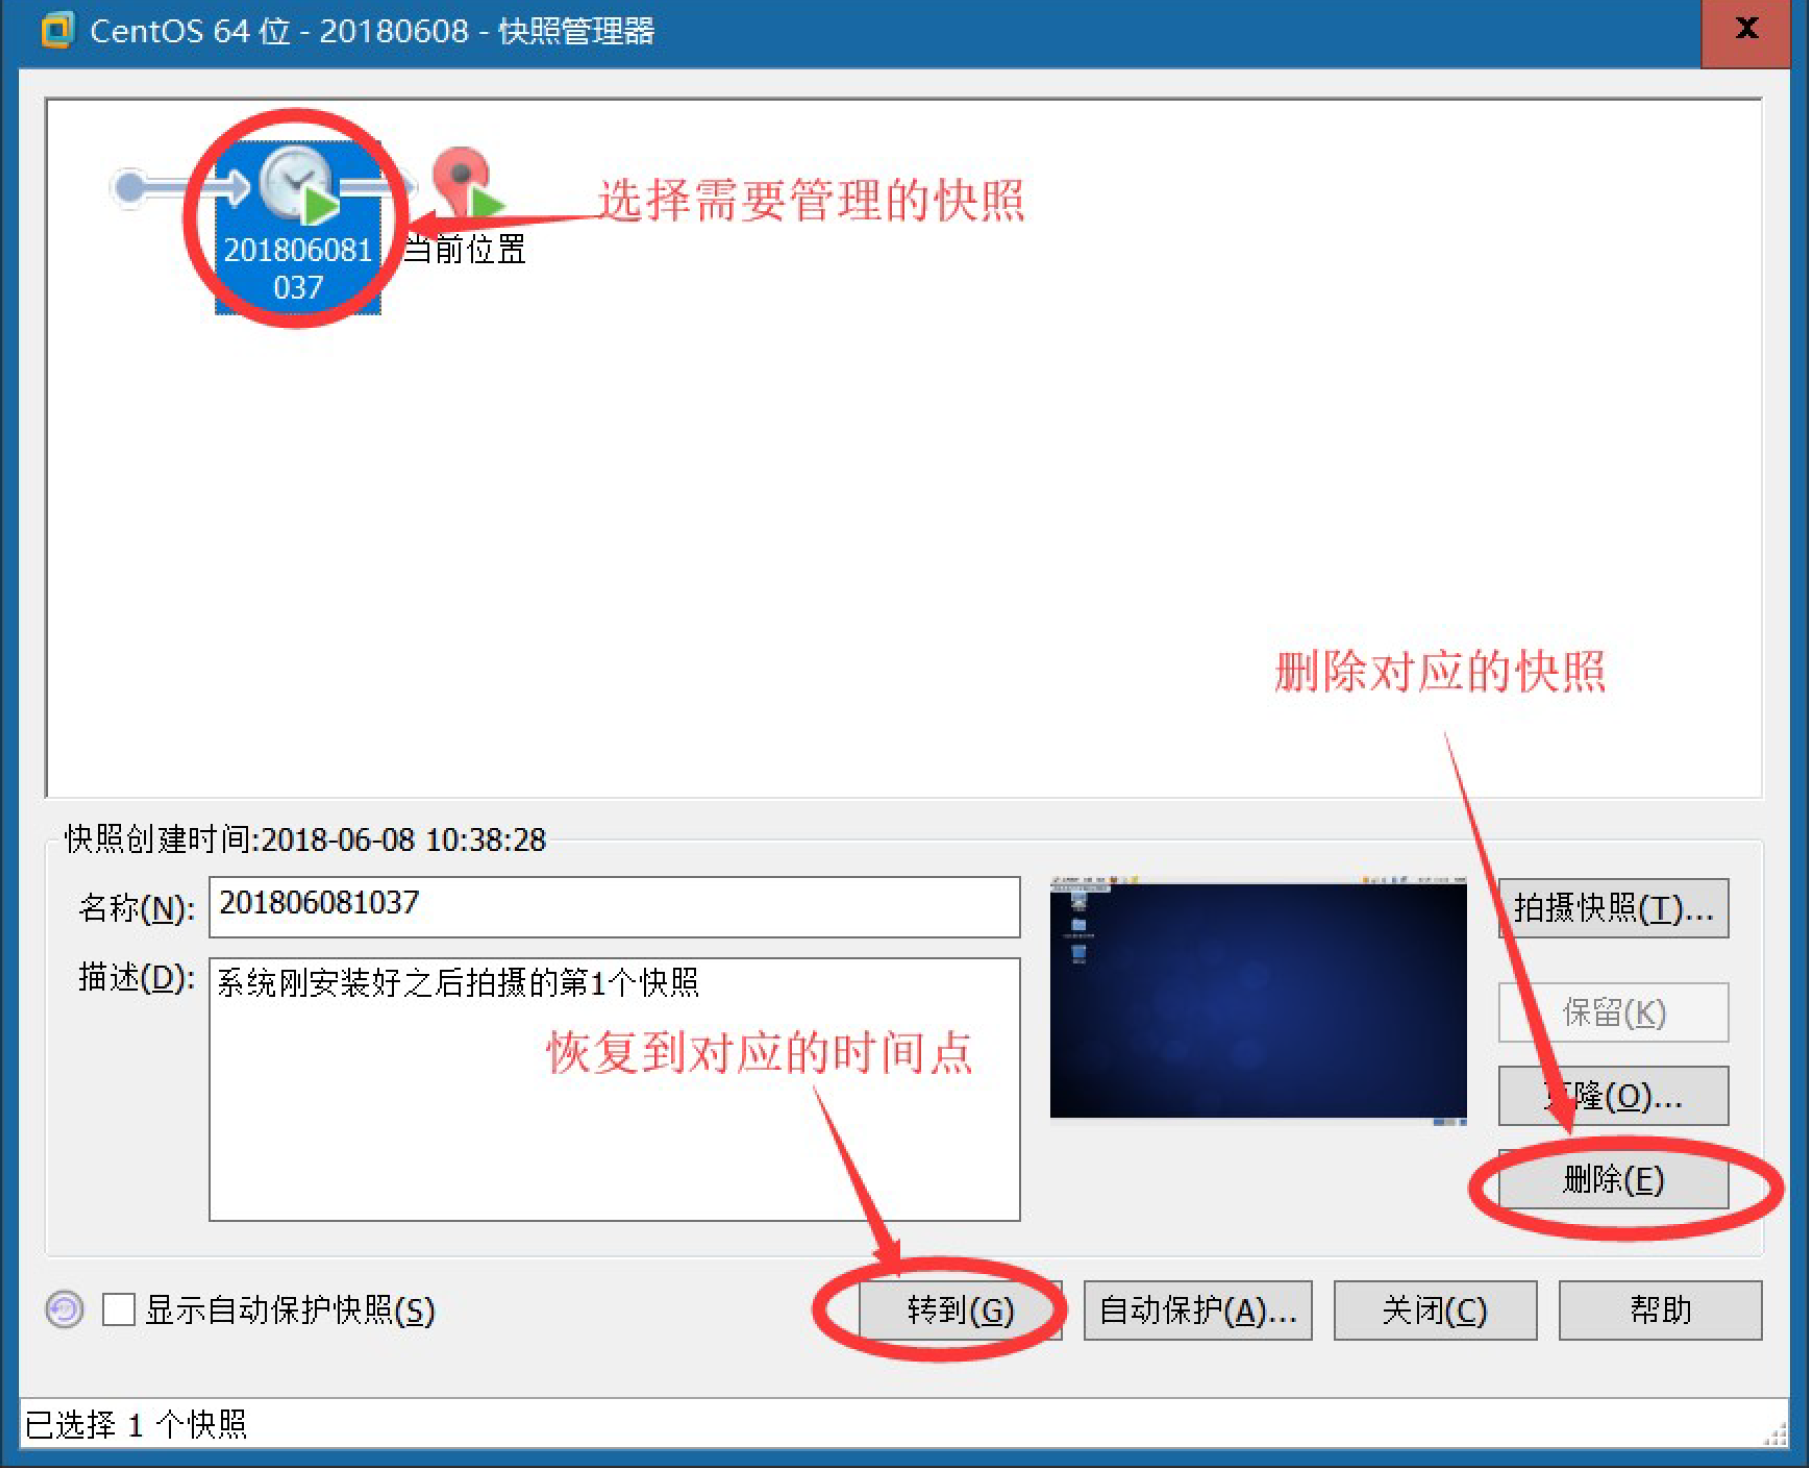 CentOS 64 位 - 20180608 - 快照管理器
选择需要管理的快照
201806081
037
当前位置
删除对应的快照
快照创建时间:2018-06-08 10:38:28
名称(N):
201806081037
拍摄快照(T)...
描述(D):
系统刚安装好之后拍摄的第1个快照
保留(K)
恢复到对应的时间点
克隆(O)...
删除(E)
显示自动保护快照(S)
转到(G)
自动保护(A)...
关闭(C)
帮助
已选择 1 个快照